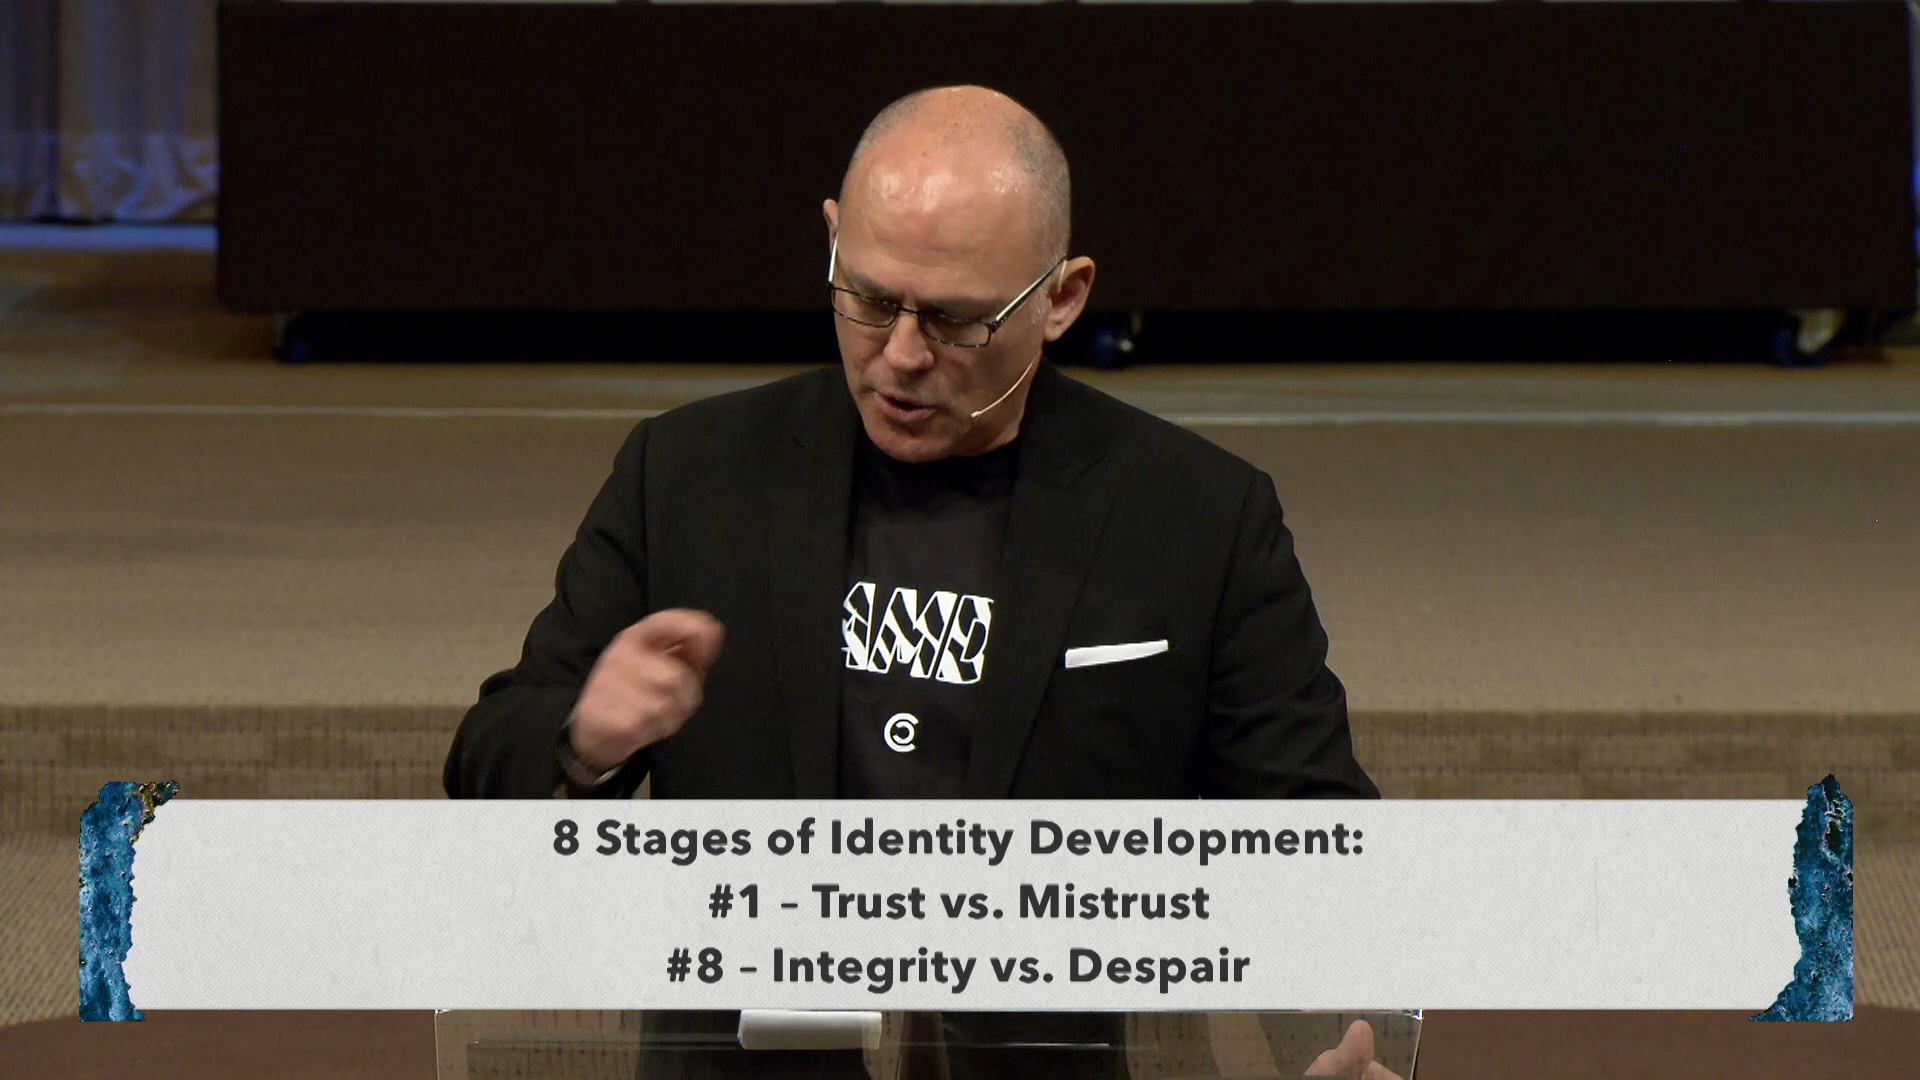 8 Stages of Identity Development:
#1 – Trust vs. Mistrust
#8 – Integrity vs. Despair